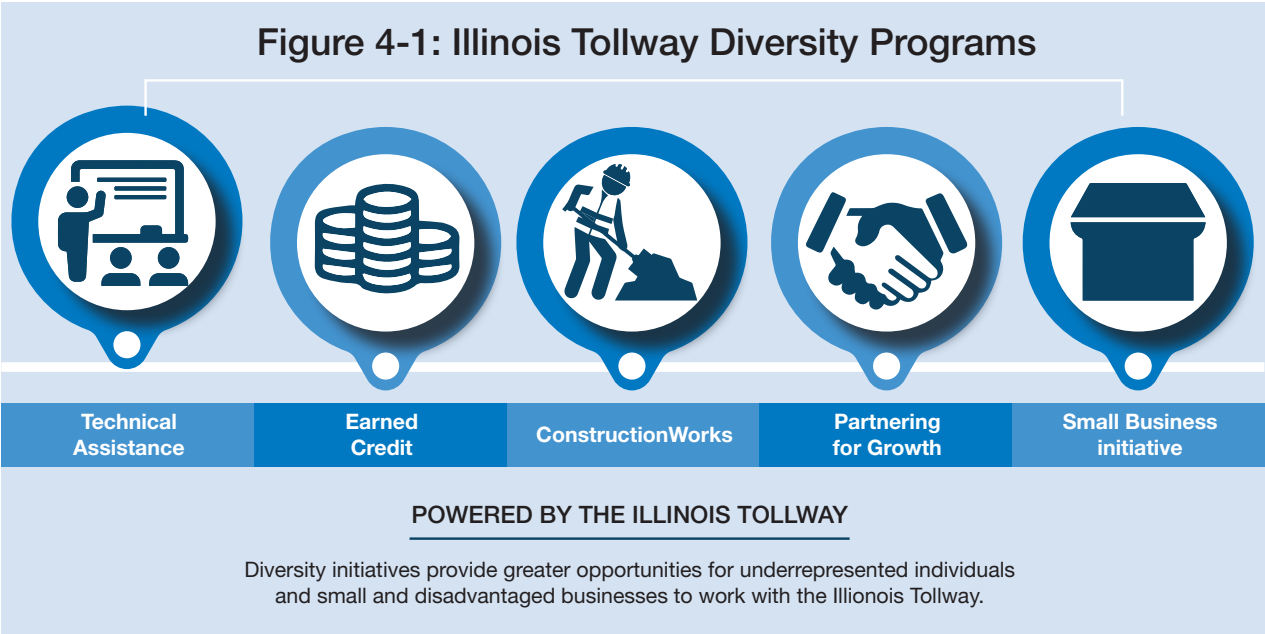 Figure 4-1: Illinois Tollway Diversity Programs
Technical
Assistance
Earned
Credit
ConstructionWorks
Partnering
for Growth
Small Business
initiative
POWERED BY THE ILLINOIS TOLLWAY
Diversity initiatives provide greater opportunities for underrepresented individuals
and small and disadvantaged businesses to work with the Illionois Tollway.